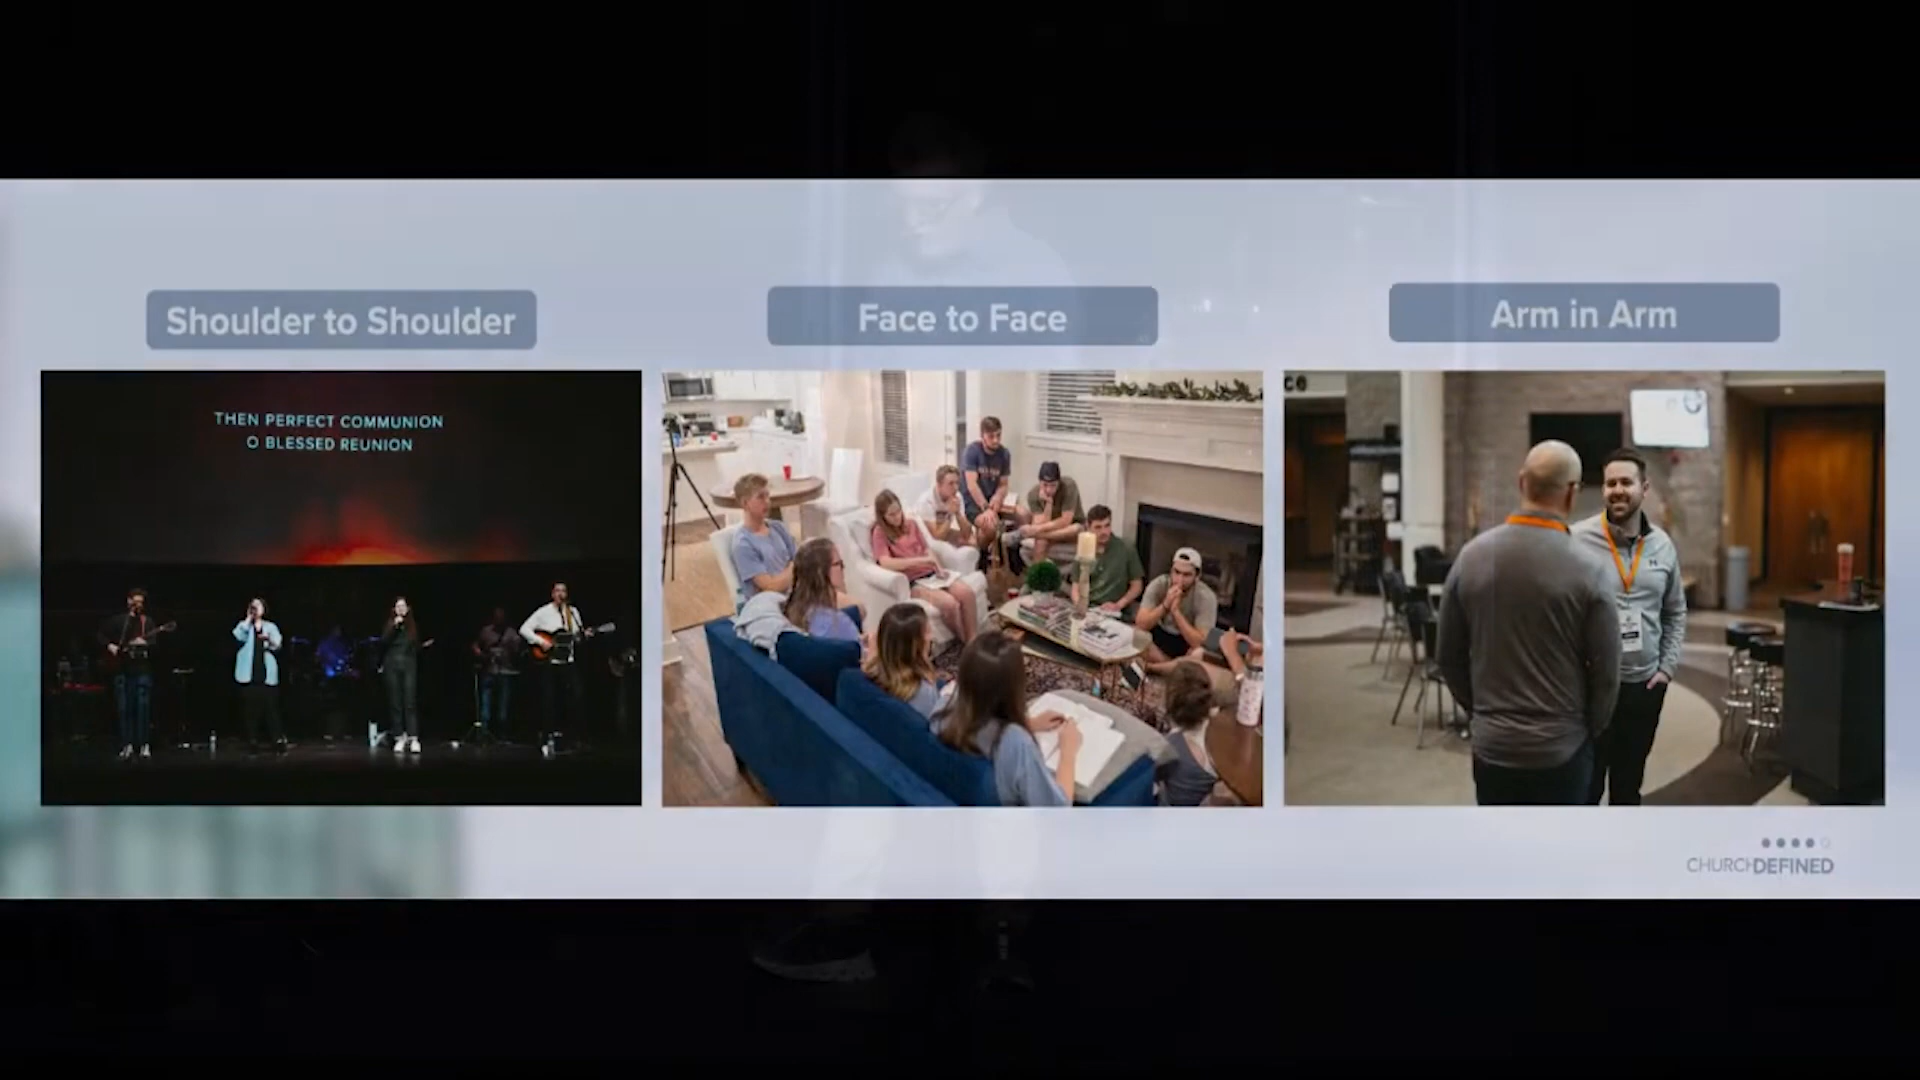 Shoulder to Shoulder
Face to Face
Arm in Arm
THEN PERFECT COMMUNION
O BLESSED REUNION
CHURCHDEFINED